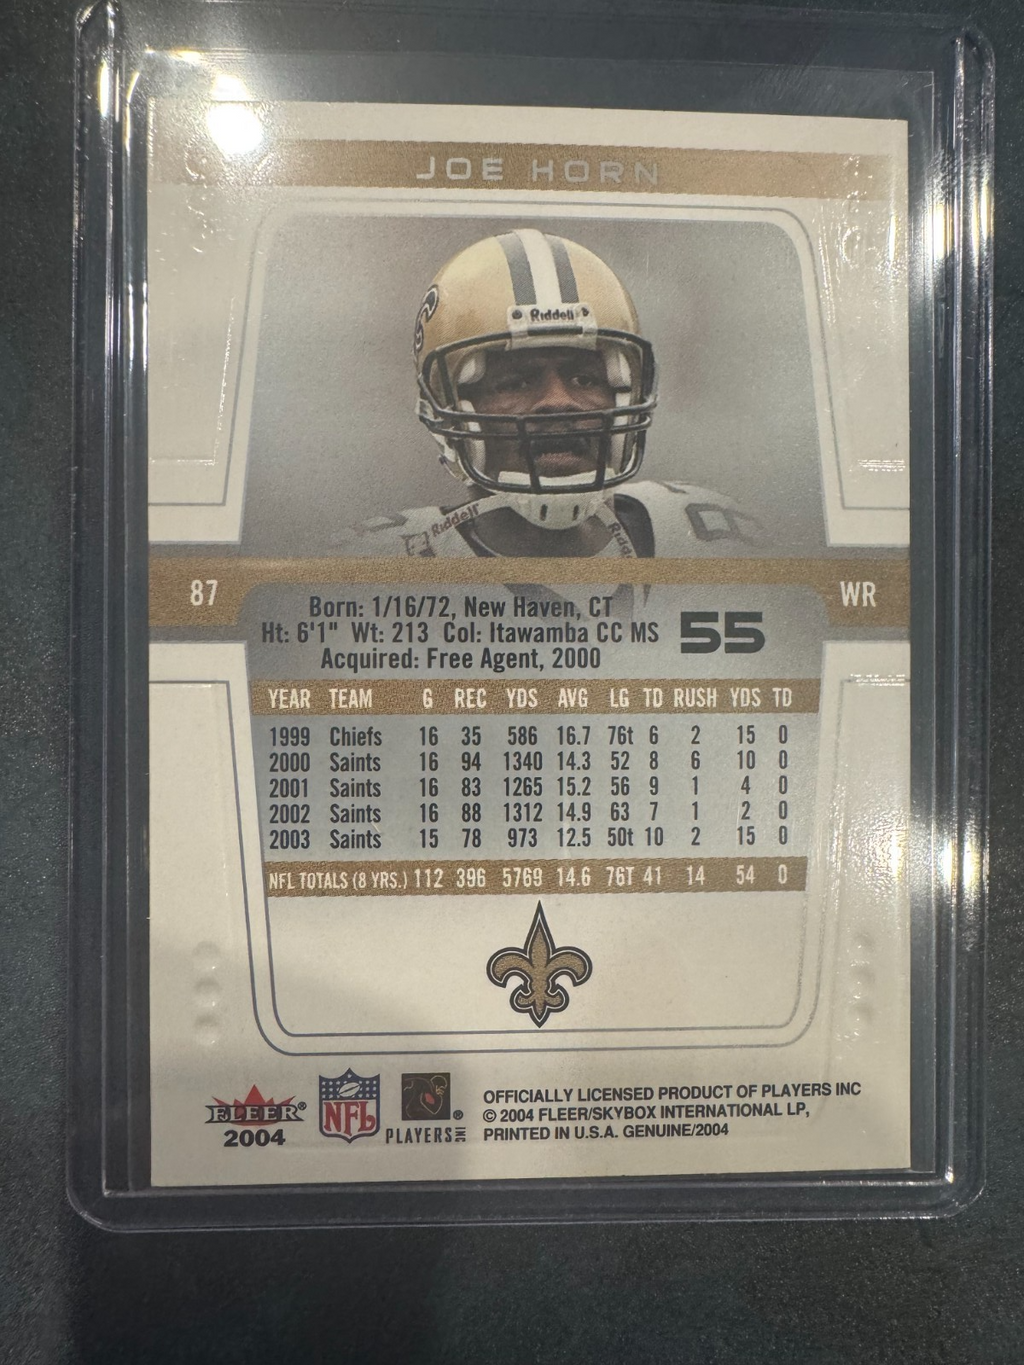 JOE HORN
Riddell
Riddell
Ridd
87
WR
Born: 1/16/72, New Haven, CT
Ht: 6'1" Wt: 213 Col: Itawamba CC MS
Acquired: Free Agent, 2000
55
YEAR TEAM G REC YDS AVG LG TD RUSH YDS TD
1999 Chiefs 16 35 586 16.7 76t 6 2 15 0
2000 Saints 16 94 1340 14.3 52 8 6 10 0
2001 Saints 16 83 1265 15.2 56 9 1 4 0
2002 Saints 16 88 1312 14.9 63 7 1 2 0
2003 Saints 15 78 973 12.5 50t 10 2 15 0
NFL TOTALS (8 YRS.) 112 396 5769 14.6 76T 41 14 54 0
FLEER®
2004
NFL
PLAYERS INC ®
OFFICIALLY LICENSED PRODUCT OF PLAYERS INC
© 2004 FLEER/SKYBOX INTERNATIONAL LP,
PRINTED IN U.S.A. GENUINE/2004